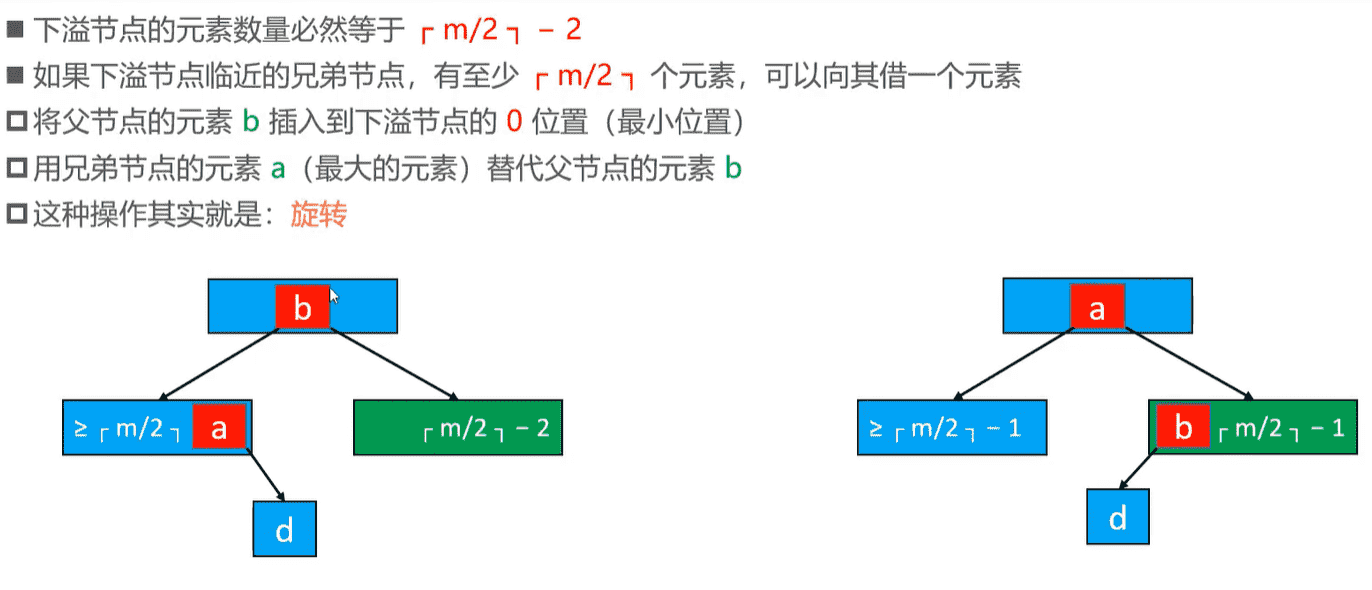 ■ 下溢节点的元素数量必然等于 ┌ m/2 ┐ − 2
■ 如果下溢节点临近的兄弟节点，有至少 ┌ m/2 ┐ 个元素，可以向其借一个元素
□ 将父节点的元素 b 插入到下溢节点的 0 位置（最小位置）
□ 用兄弟节点的元素 a（最大的元素）替代父节点的元素 b
□ 这种操作其实就是：旋转
b
≥ ┌ m/2 ┐ a
┌ m/2 ┐ − 2
d
a
≥ ┌ m/2 ┐ − 1
b ┌ m/2 ┐ − 1
d